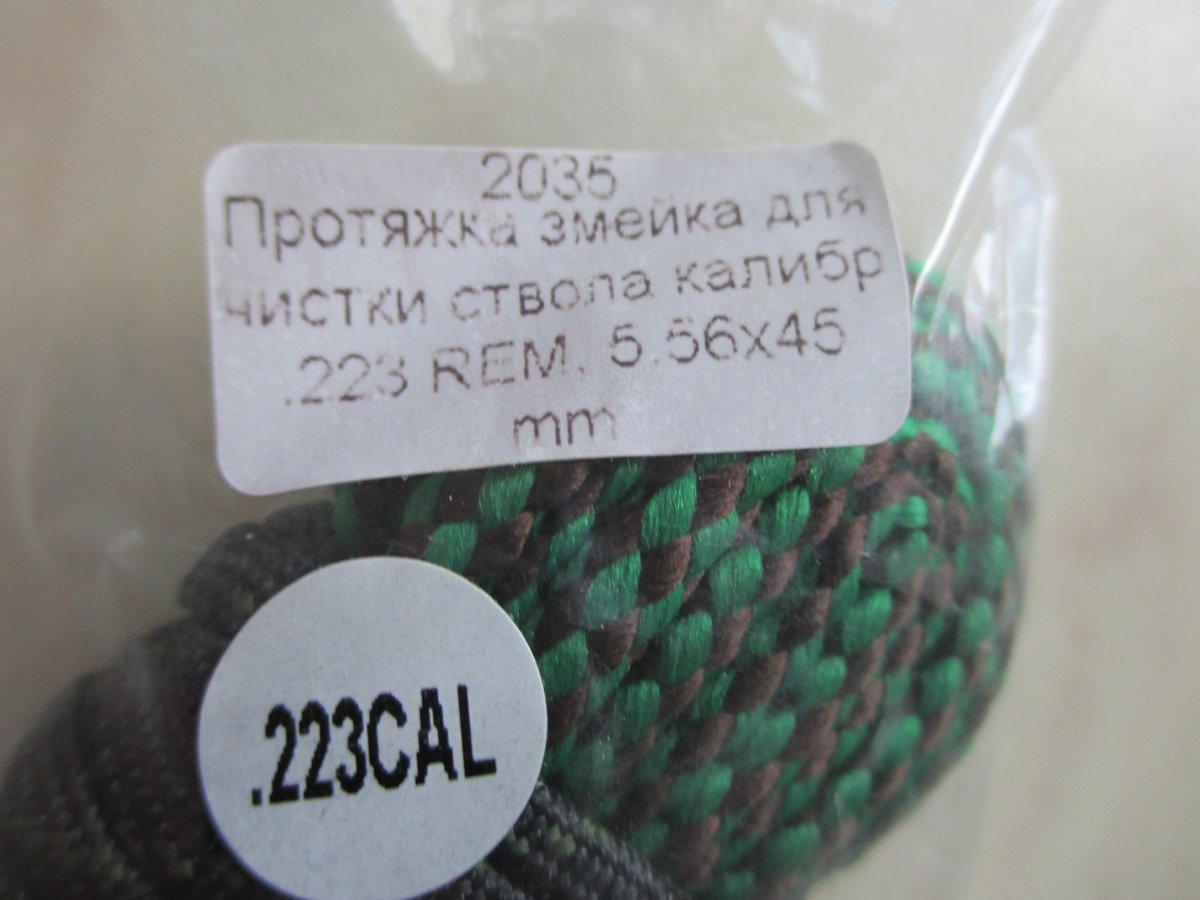 2035
Протяжка змейка для
чистки ствола калибр
.223 REM, 5.56x45
mm
.223CAL